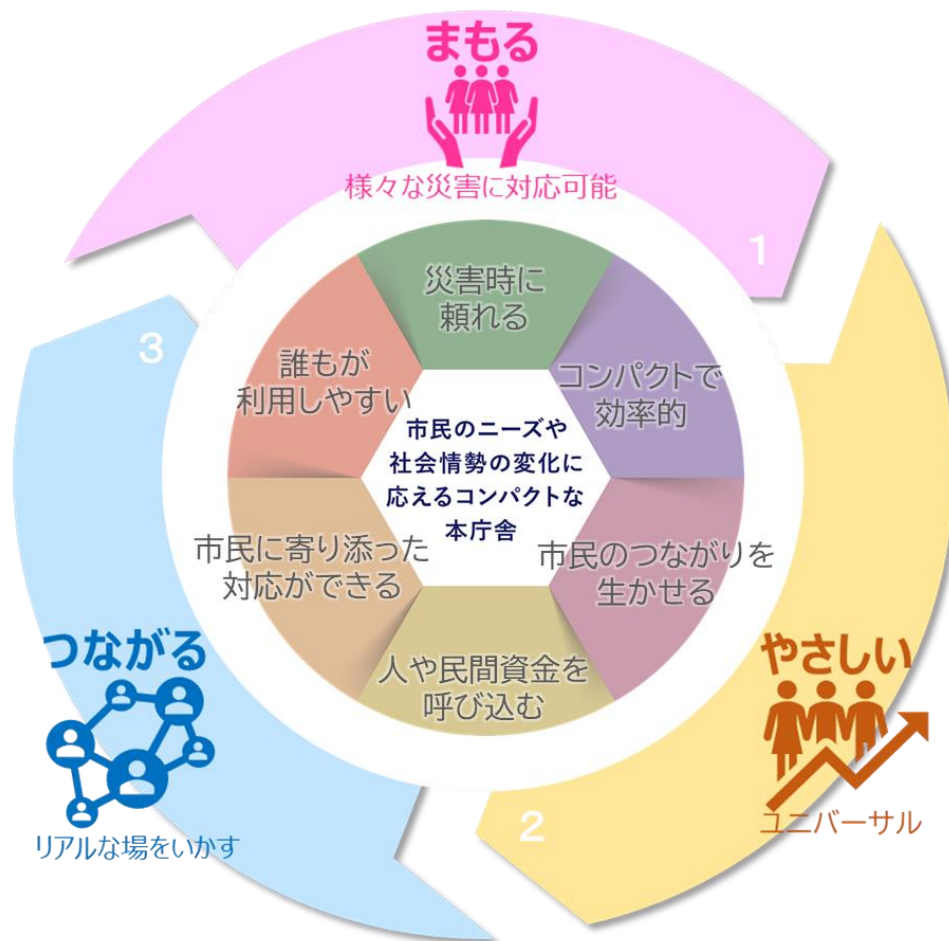 まもる
様々な災害に対応可能
1
災害時に
頼れる
コンパクトで
効率的
市民のつながりを
生かせる
人や民間資金を
呼び込む
市民に寄り添った
対応ができる
誰もが
利用しやすい
市民のニーズや
社会情勢の変化に
応えるコンパクトな
本庁舎
やさしい
ユニバーサル
2
3
つながる
リアルな場をいかす